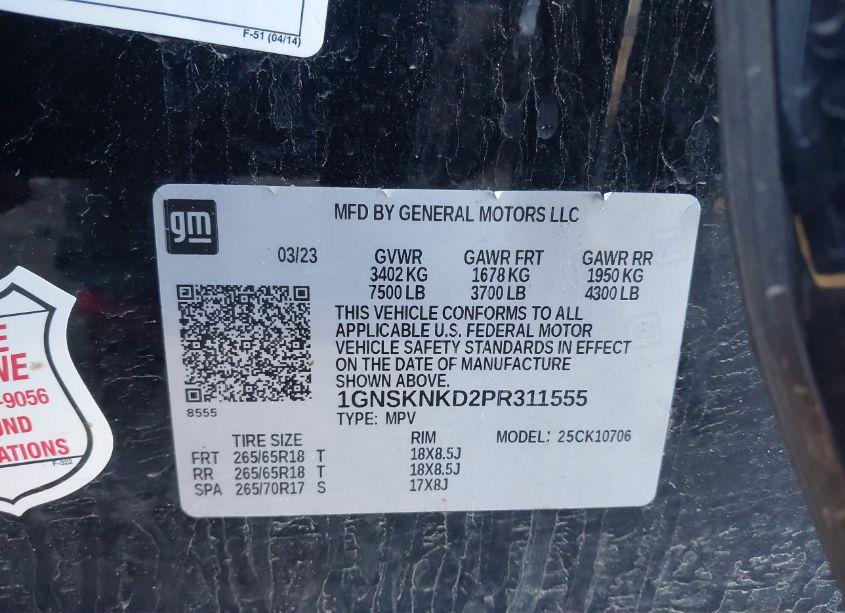 F-51 (04/14)
gm
MFD BY GENERAL MOTORS LLC
03/23 GVWR GAWR FRT GAWR RR
3402 KG 1678 KG 1950 KG
7500 LB 3700 LB 4300 LB
THIS VEHICLE CONFORMS TO ALL
APPLICABLE U.S. FEDERAL MOTOR
VEHICLE SAFETY STANDARDS IN EFFECT
ON THE DATE OF MANUFACTURE
SHOWN ABOVE.
8555 1GNSKNKD2PR311555
TYPE: MPV
TIRE SIZE RIM MODEL: 25CK10706
FRT 265/65R18 T 18X8.5J
RR 265/65R18 T 18X8.5J
SPA 265/70R17 S 17X8J
E
NE
-9056
UND
ATIONS
F-322